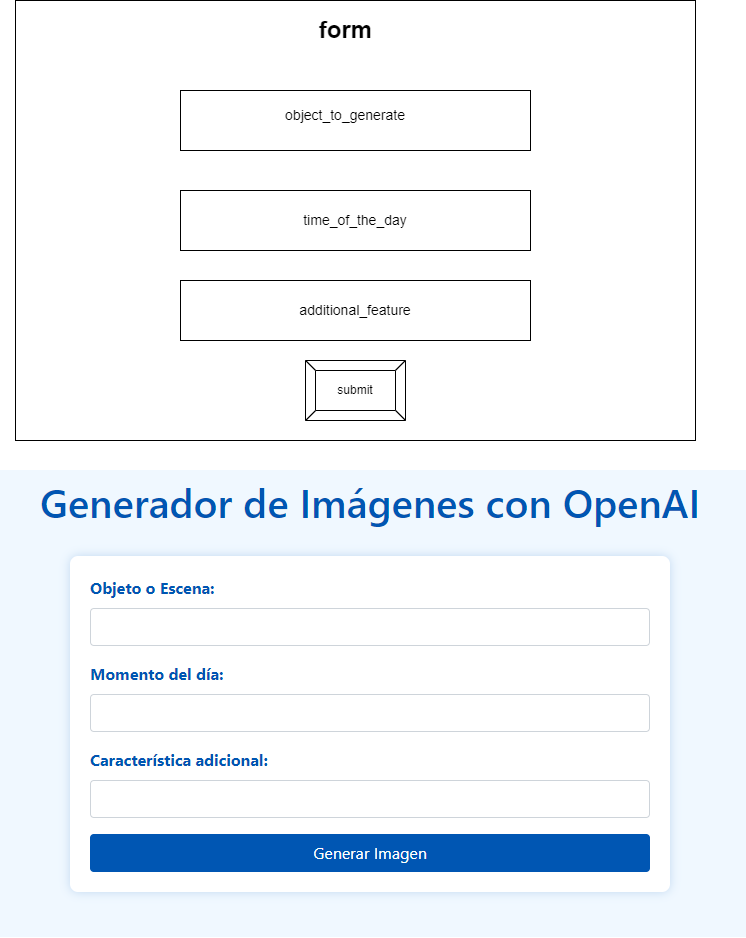 form
object_to_generate
time_of_the_day
additional_feature
submit
Generador de Imágenes con OpenAI
Objeto o Escena:
Momento del día:
Característica adicional:
Generar Imagen